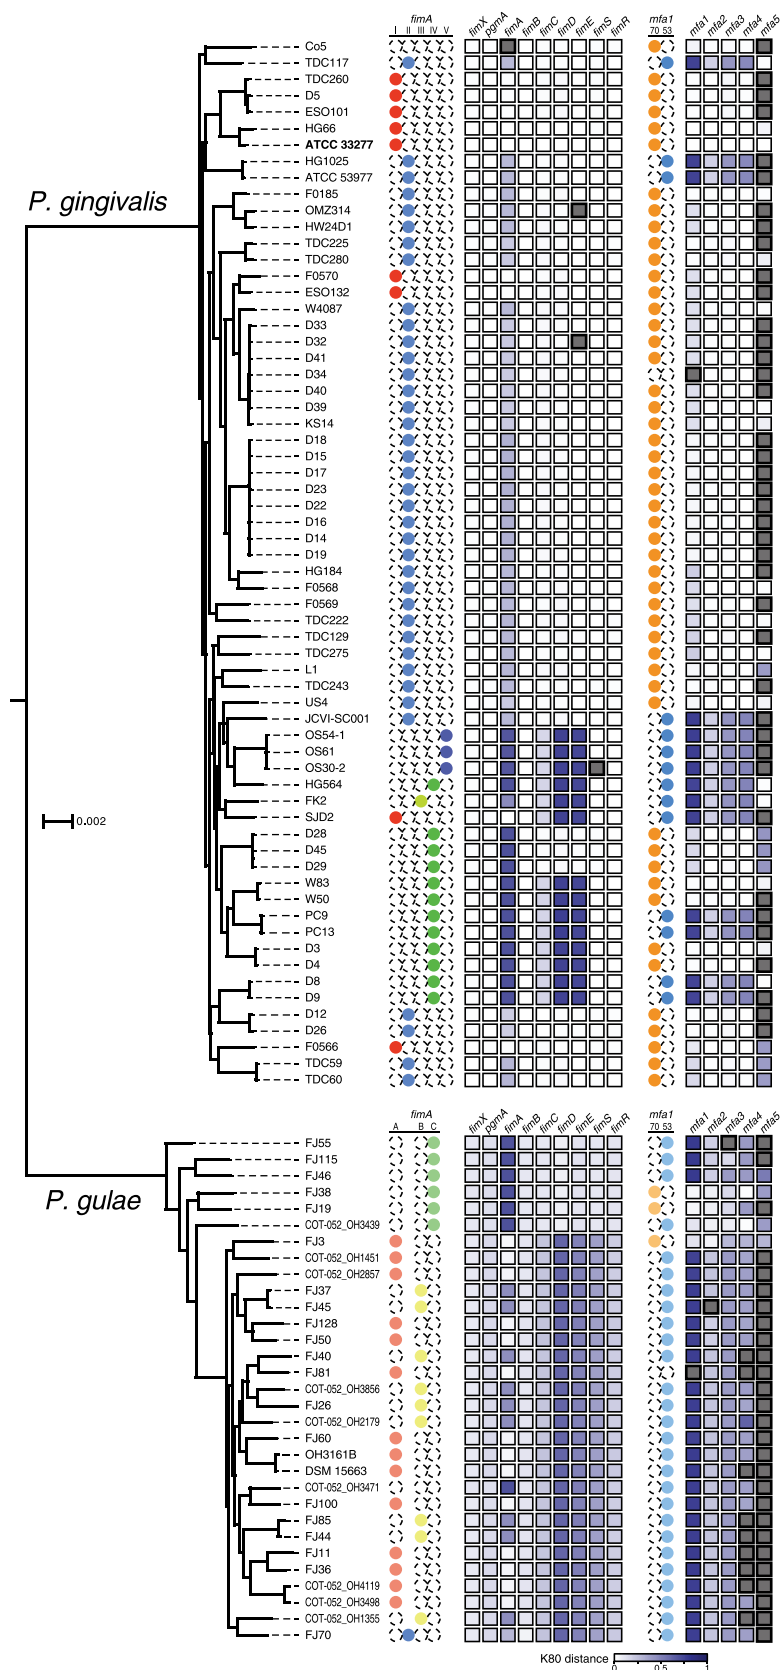 fimA mfa1
I II III IV V fimX pgmA fimA fimB fimC fimD fimE fimS fimR 70 53 mfa1 mfa2 mfa3 mfa4 mfa5
Co5
TDC117
TDC260
D5
ESO101
HG66
ATCC 33277
HG1025
ATCC 53977
F0185
P. gingivalis
OMZ314
HW24D1
TDC225
TDC280
F0570
ESO132
W4087
D33
D32
D41
D34
D40
D39
KS14
D18
D15
D17
D23
D22
D16
D14
D19
HG184
F0568
F0569
TDC222
TDC129
TDC275
L1
TDC243
US4
JCVI-SC001
OS54-1
OS61
OS30-2
HG564
FK2
SJD2
0.002
D28
D45
D29
W83
W50
PC9
PC13
D3
D4
D8
D9
D12
D26
F0566
TDC59
TDC60
fimA mfa1
A B C fimX pgmA fimA fimB fimC fimD fimE fimS fimR 70 53 mfa1 mfa2 mfa3 mfa4 mfa5
FJ55
FJ115
FJ46
P. gulae
FJ38
FJ19
COT-052_OH3439
FJ3
COT-052_OH1451
COT-052_OH2857
FJ37
FJ45
FJ128
FJ50
FJ40
FJ81
COT-052_OH3856
FJ26
COT-052_OH2179
FJ60
OH3161B
DSM 15663
COT-052_OH3471
FJ100
FJ85
FJ44
FJ11
FJ36
COT-052_OH4119
COT-052_OH3498
COT-052_OH1355
FJ70
K80 distance
0 0.5 1